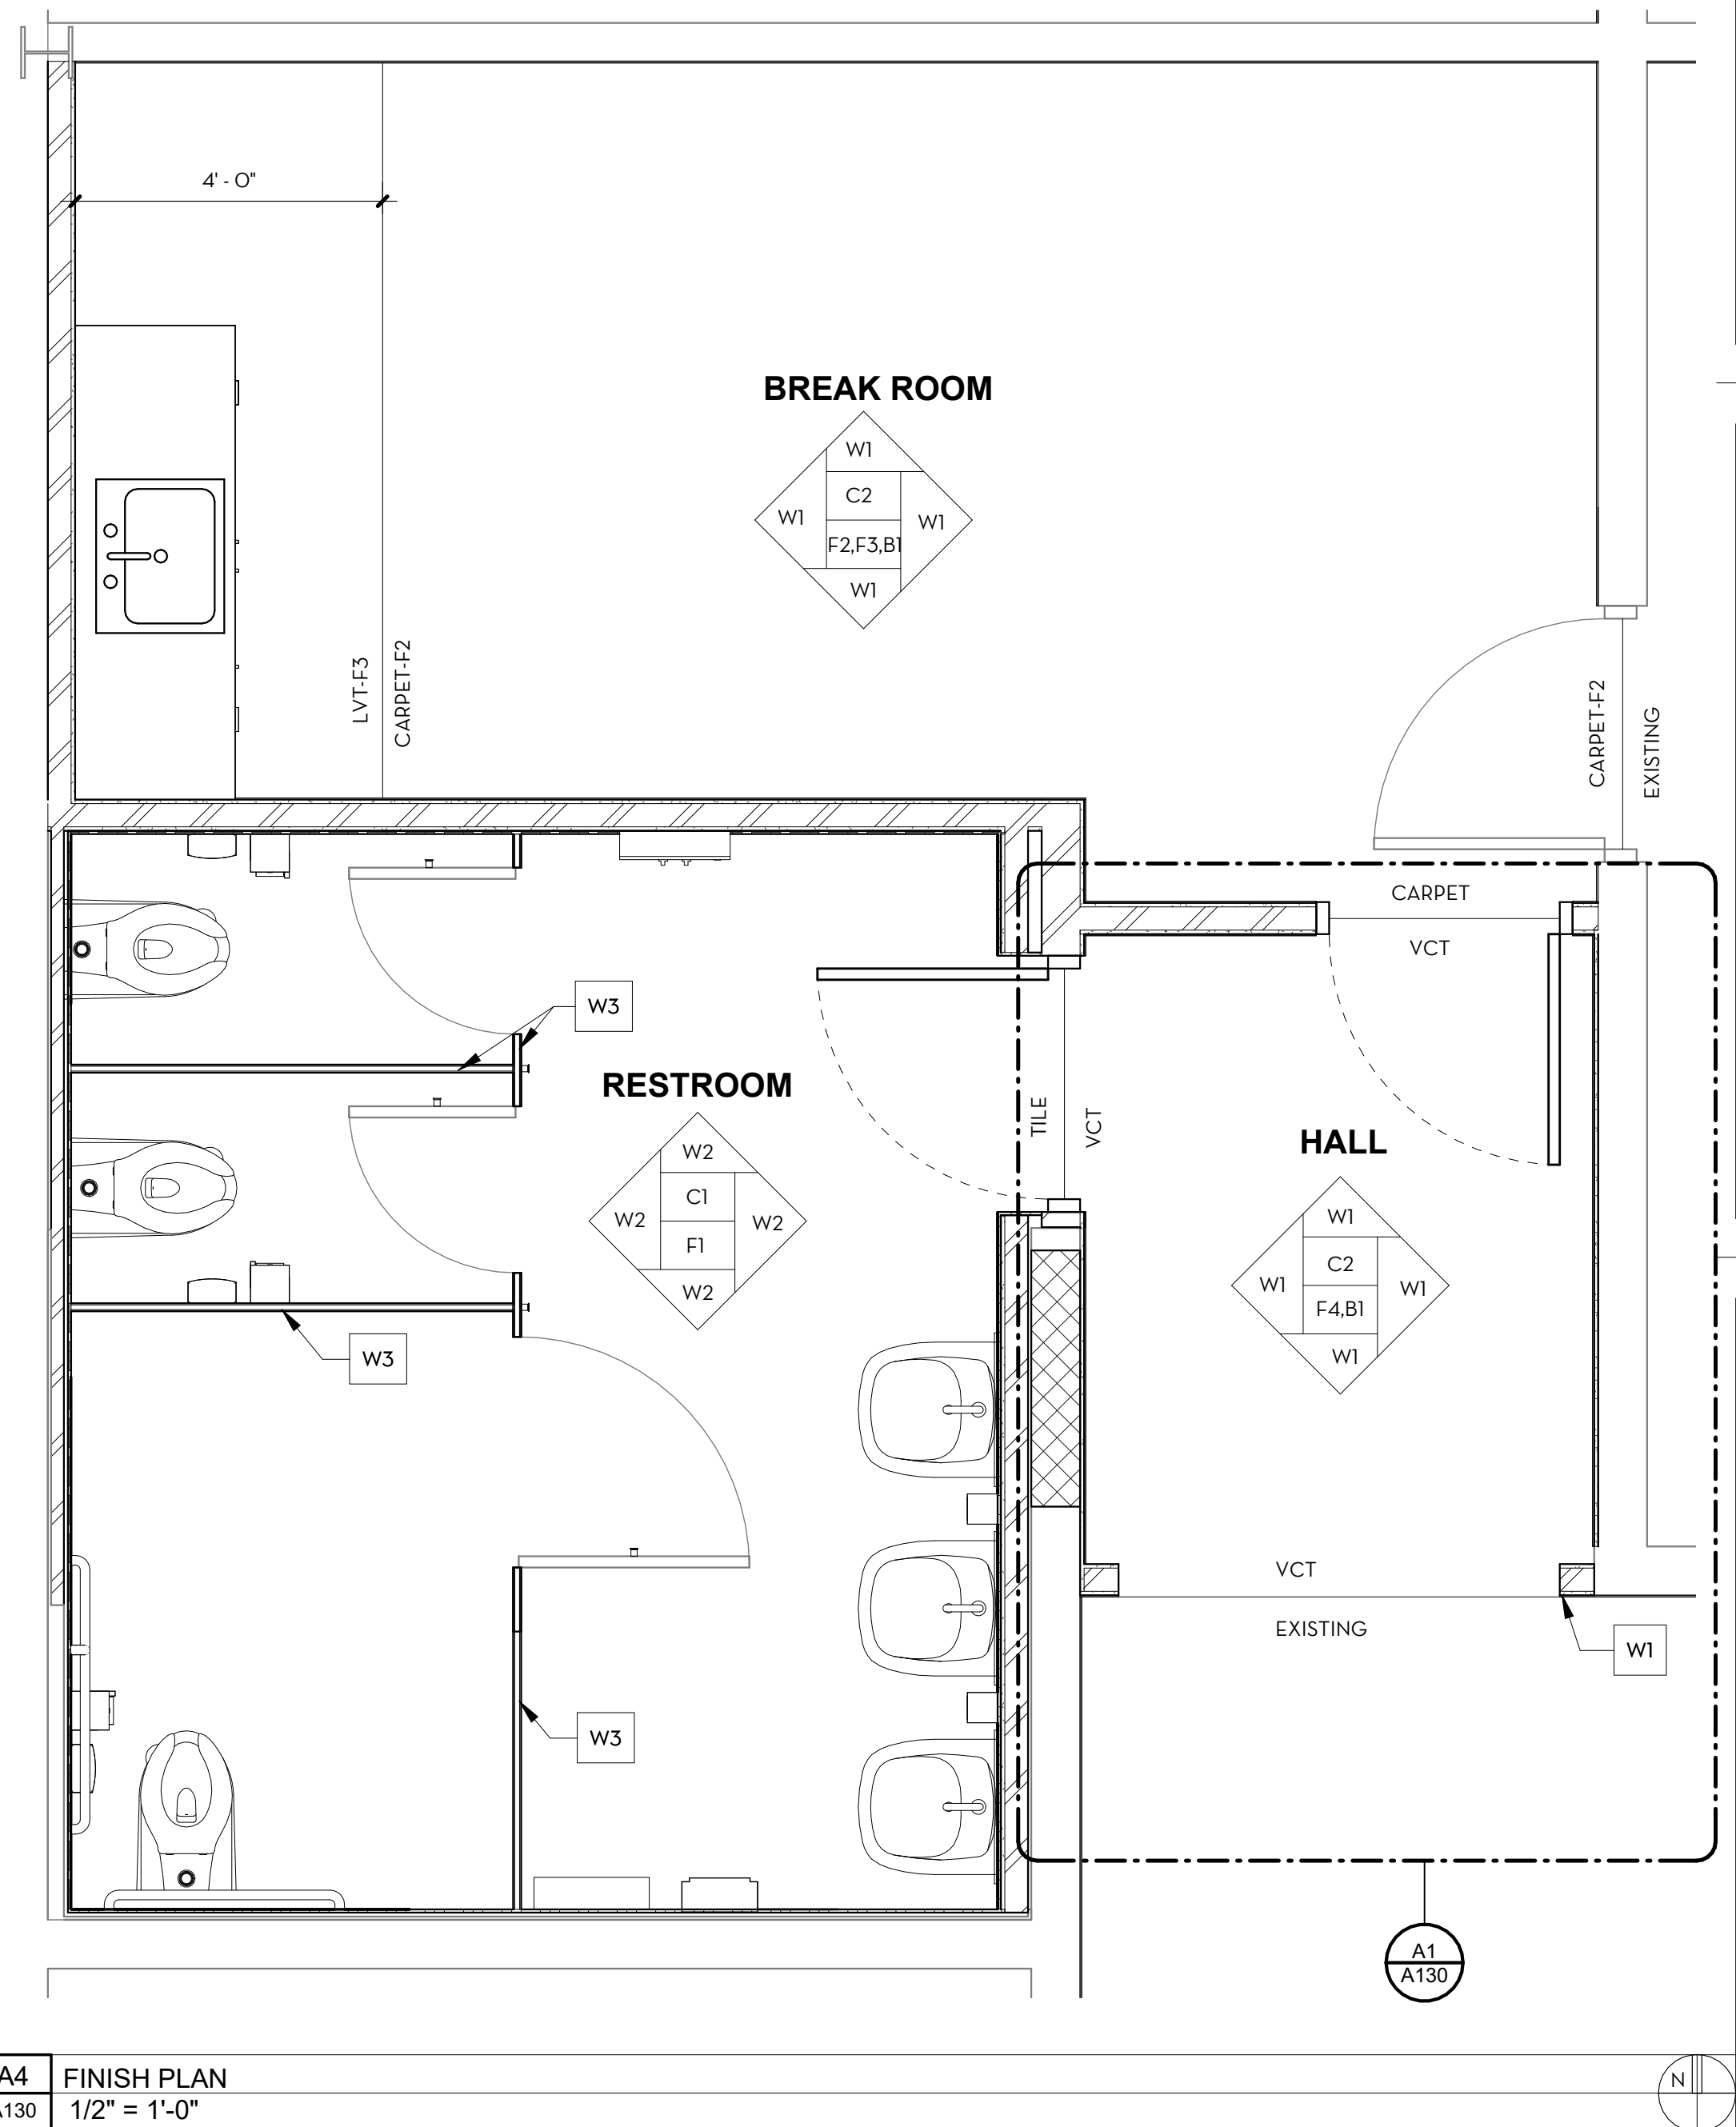 4' - 0"
BREAK ROOM
W1
C2
W1
W1
F2,F3,B1
W1
LVT-F3
CARPET-F2
CARPET-F2
EXISTING
CARPET
VCT
W3
RESTROOM
W2
C1
W2
W2
F1
W2
TILE
VCT
HALL
W1
C2
W1
W1
F4,B1
W1
W3
VCT
EXISTING
W1
W3
A1
A130
A4
FINISH PLAN
A130
1/2" = 1'-0"
N